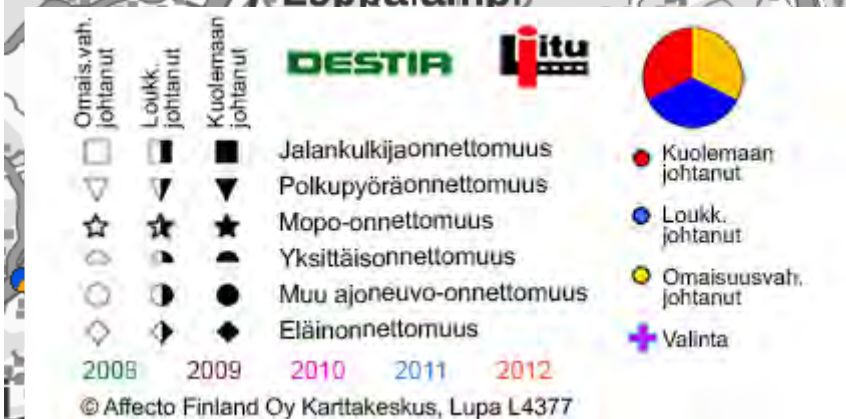 Omais.vah. johtanut
Loukk. johtanut
Kuolemaan johtanut
DESTIA
Litu
Jalankulkijaonnettomuus
Polkupyöräonnettomuus
Mopo-onnettomuus
Yksittäisonnettomuus
Muu ajoneuvo-onnettomuus
Eläinonnettomuus
2008 2009 2010 2011 2012
© Affecto Finland Oy Karttakeskus, Lupa L4377
Kuolemaan
johtanut
Loukk.
johtanut
Omaisuusvah.
johtanut
Valinta